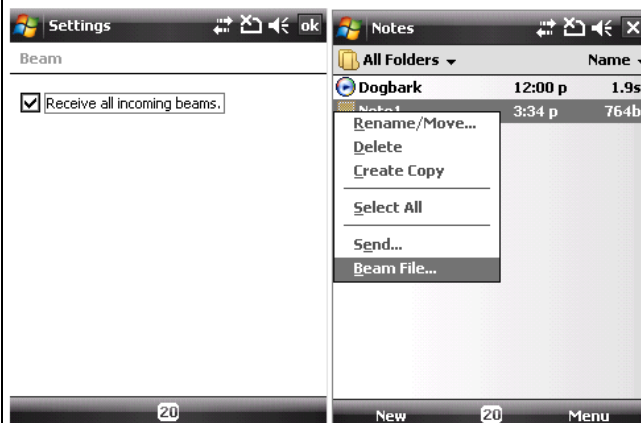 Settings
ok
Beam
Receive all incoming beams.
20
Notes
All Folders
Name
Dogbark 12:00 p 1.9s
Note1 3:34 p 764b
Rename/Move...
Delete
Create Copy
Select All
Send...
Beam File...
New 20 Menu